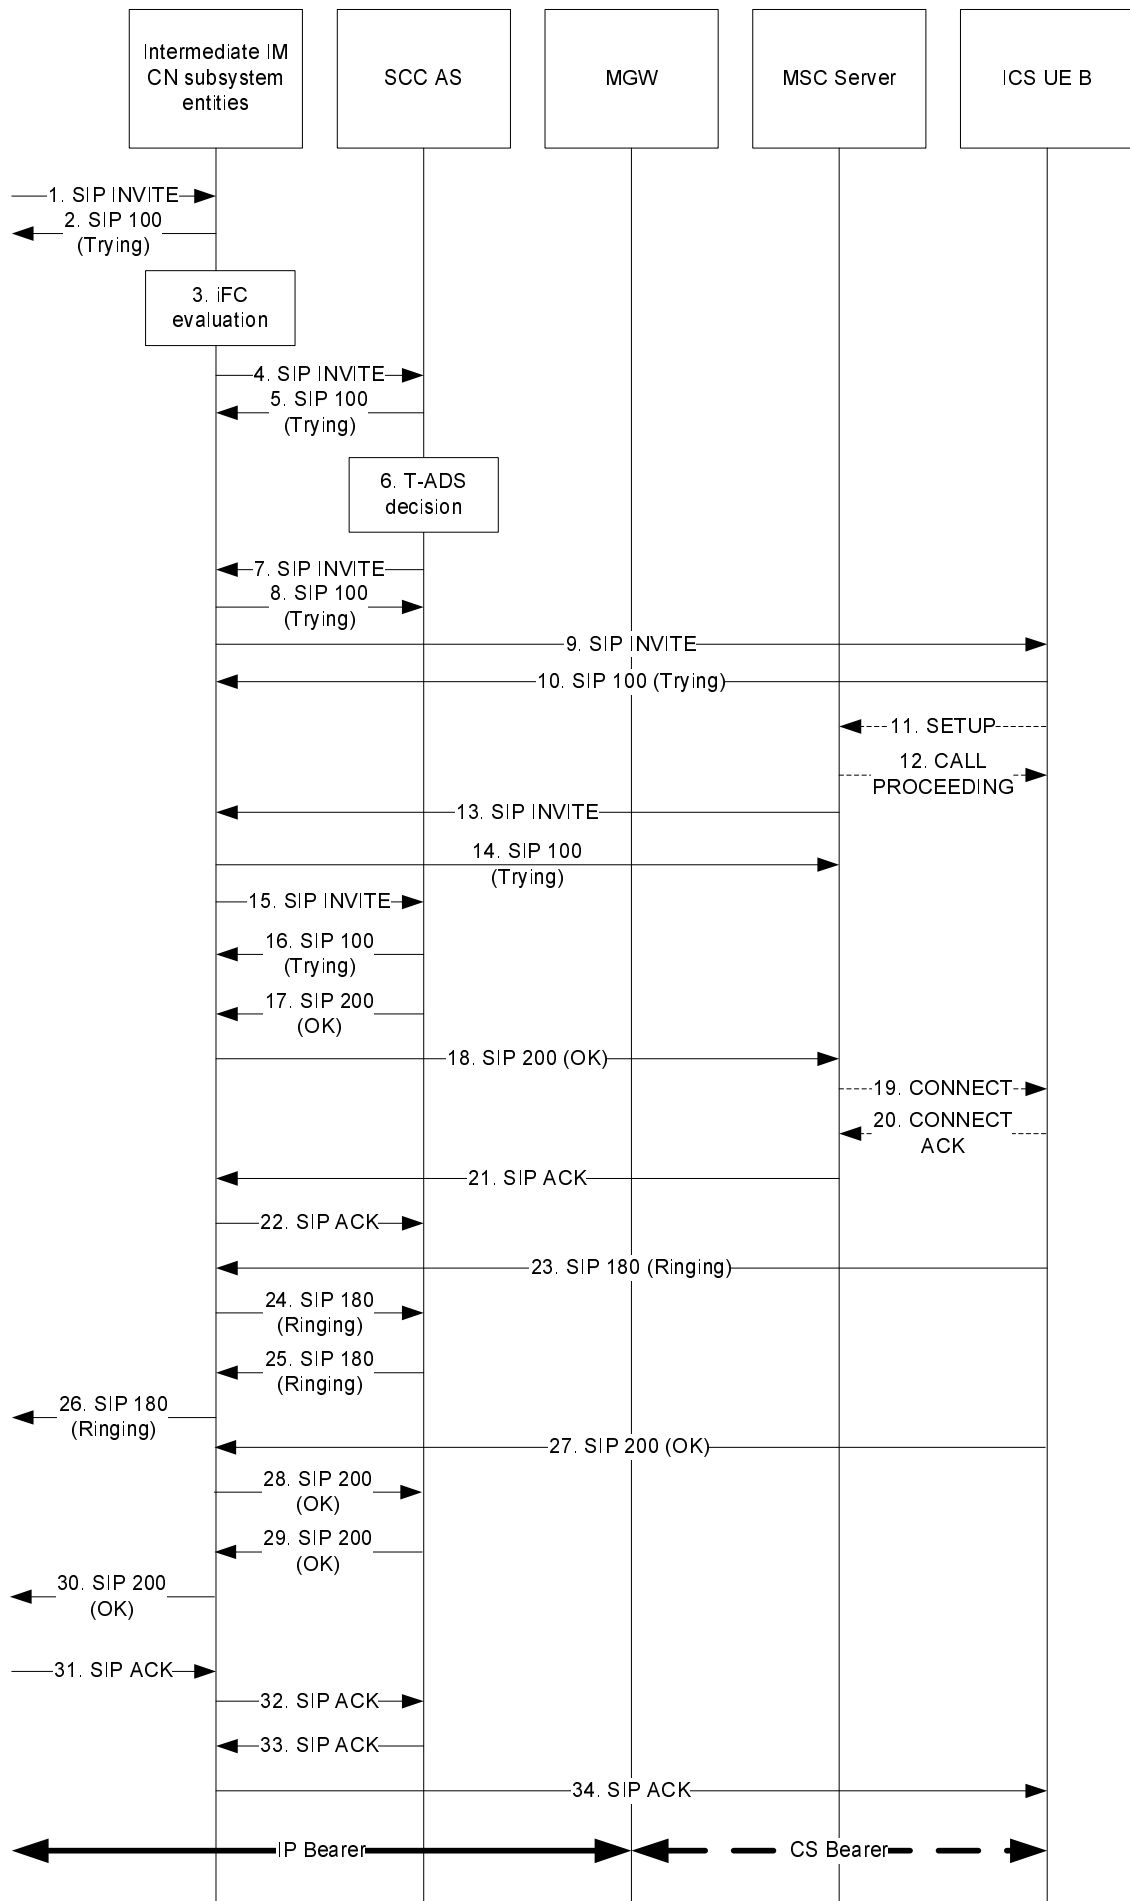 Intermediate IM
CN subsystem
entities
SCC AS
MGW
MSC Server
ICS UE B
1. SIP INVITE
2. SIP 100
(Trying)
3. iFC
evaluation
4. SIP INVITE
5. SIP 100
(Trying)
6. T-ADS
decision
7. SIP INVITE
8. SIP 100
(Trying)
9. SIP INVITE
10. SIP 100 (Trying)
11. SETUP
12. CALL
PROCEEDING
13. SIP INVITE
14. SIP 100
(Trying)
15. SIP INVITE
16. SIP 100
(Trying)
17. SIP 200
(OK)
18. SIP 200 (OK)
19. CONNECT
20. CONNECT
ACK
21. SIP ACK
22. SIP ACK
23. SIP 180 (Ringing)
24. SIP 180
(Ringing)
25. SIP 180
(Ringing)
26. SIP 180
(Ringing)
27. SIP 200 (OK)
28. SIP 200
(OK)
29. SIP 200
(OK)
30. SIP 200
(OK)
31. SIP ACK
32. SIP ACK
33. SIP ACK
34. SIP ACK
IP Bearer
CS Bearer